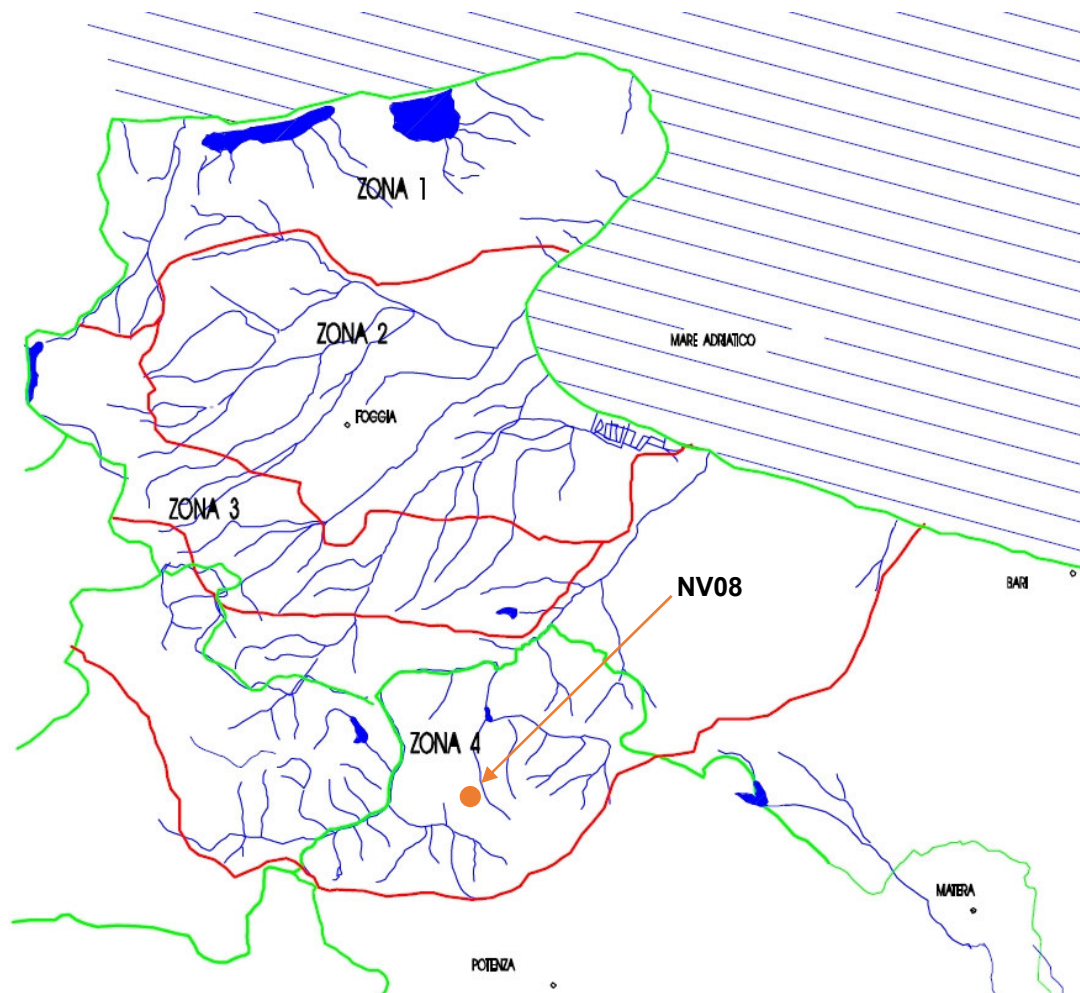 ZONA 1
ZONA 2
MARE ADRIATICO
FOGGIA
ZONA 3
BARI
NV08
ZONA 4
MATERA
POTENZA